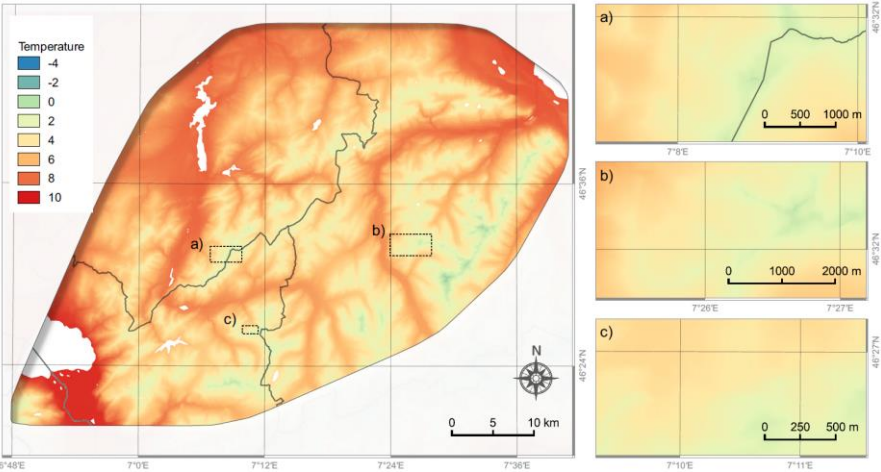 Temperature
-4
-2
0
2
4
6
8
10
a)
b)
c)
N
0 5 10 km
6°48'E 7°0'E 7°12'E 7°24'E 7°36'E
46°36'N
46°24'N
a)
0 500 1000 m
7°8'E 7°10'E
46°32'N
b)
0 1000 2000 m
7°26'E 7°27'E
46°32'N
c)
0 250 500 m
7°10'E 7°11'E
46°27'N